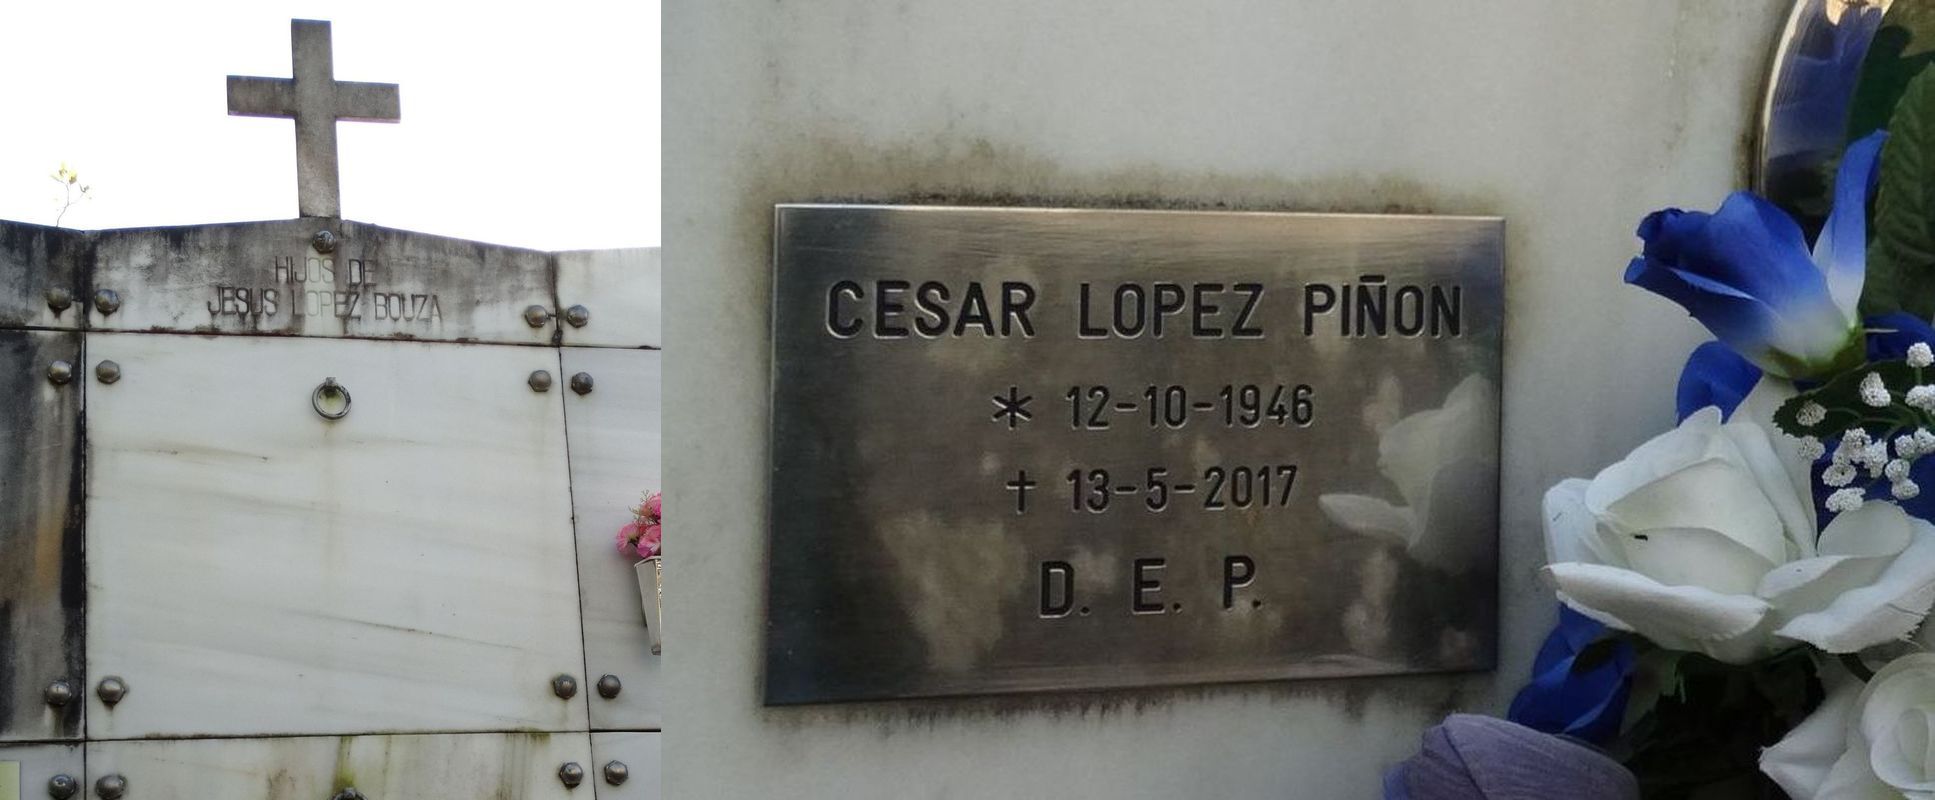 HIJOS DE
JESUS LOPEZ BOUZA
CESAR LOPEZ PIÑON
* 12-10-1946
† 13-5-2017
D. E. P.